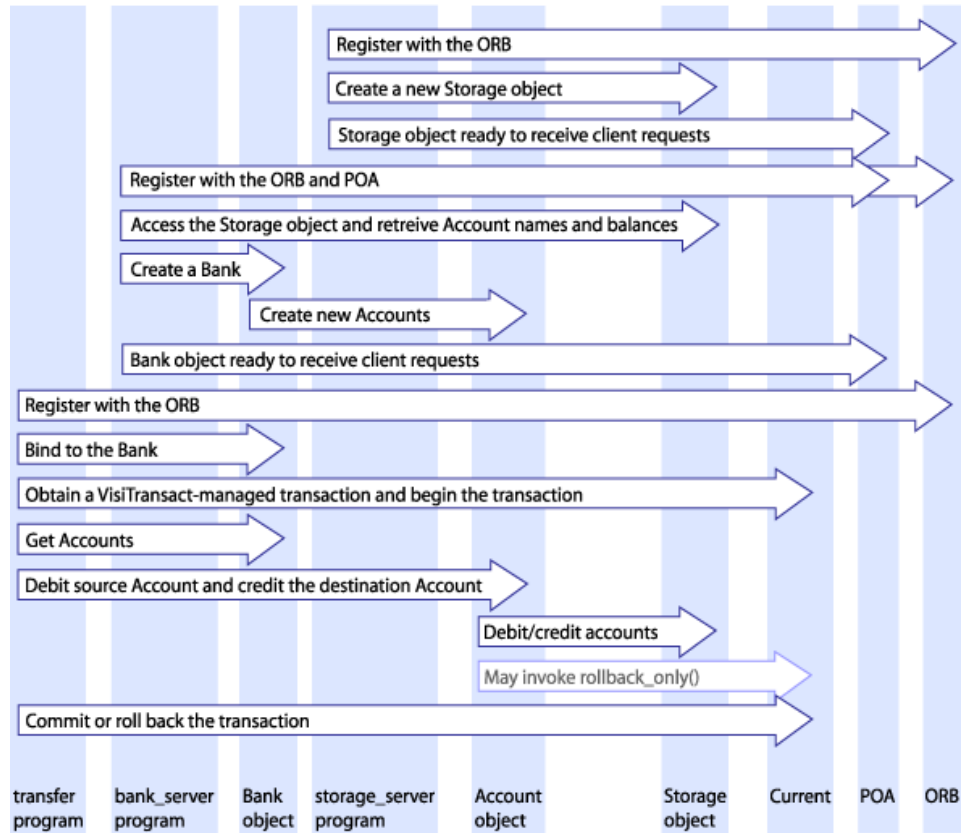 Register with the ORB
Create a new Storage object
Storage object ready to receive client requests
Register with the ORB and POA
Access the Storage object and retreive Account names and balances
Create a Bank
Create new Accounts
Bank object ready to receive client requests
Register with the ORB
Bind to the Bank
Obtain a VisiTransact-managed transaction and begin the transaction
Get Accounts
Debit source Account and credit the destination Account
Debit/credit accounts
May invoke rollback_only()
Commit or roll back the transaction
transfer
program
bank_server
program
Bank
object
storage_server
program
Account
object
Storage
object
Current
POA
ORB